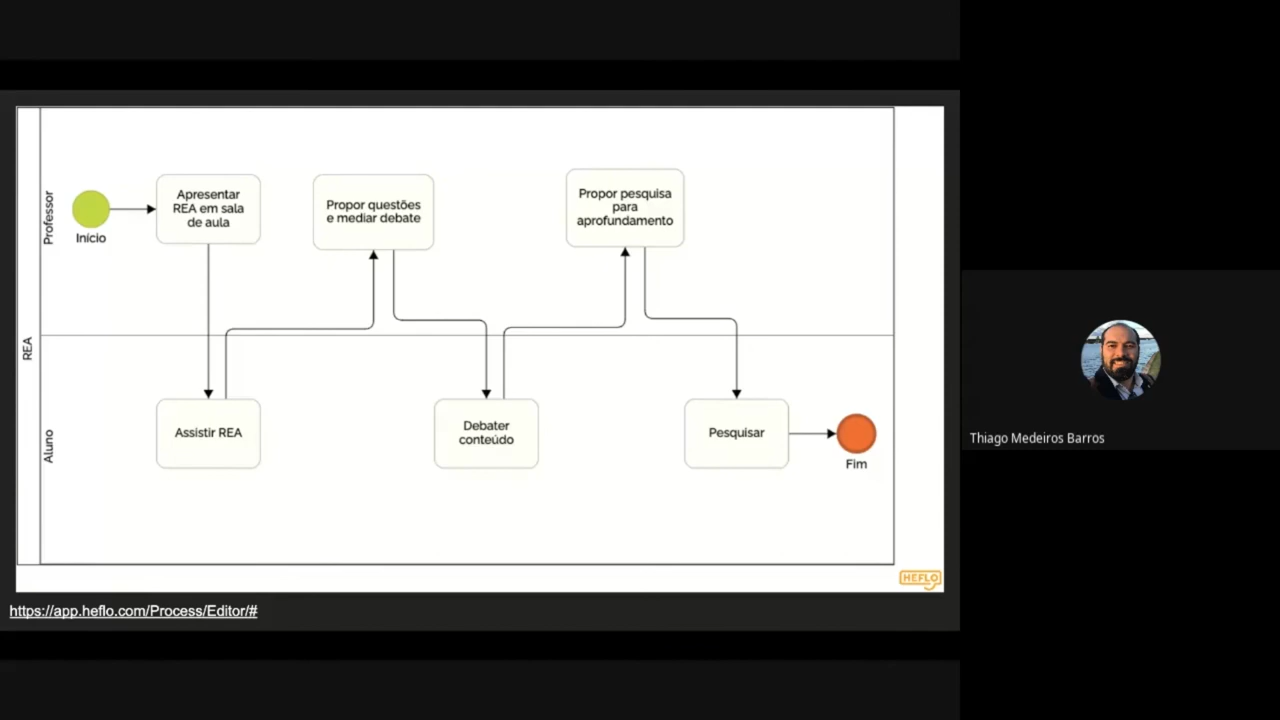 REA
Professor
Início
Apresentar
REA em sala
de aula
Propor questões
e mediar debate
Propor pesquisa
para
aprofundamento
Aluno
Assistir REA
Debater
conteúdo
Pesquisar
Fim
HEFLO
https://app.heflo.com/Process/Editor/#
Thiago Medeiros Barros